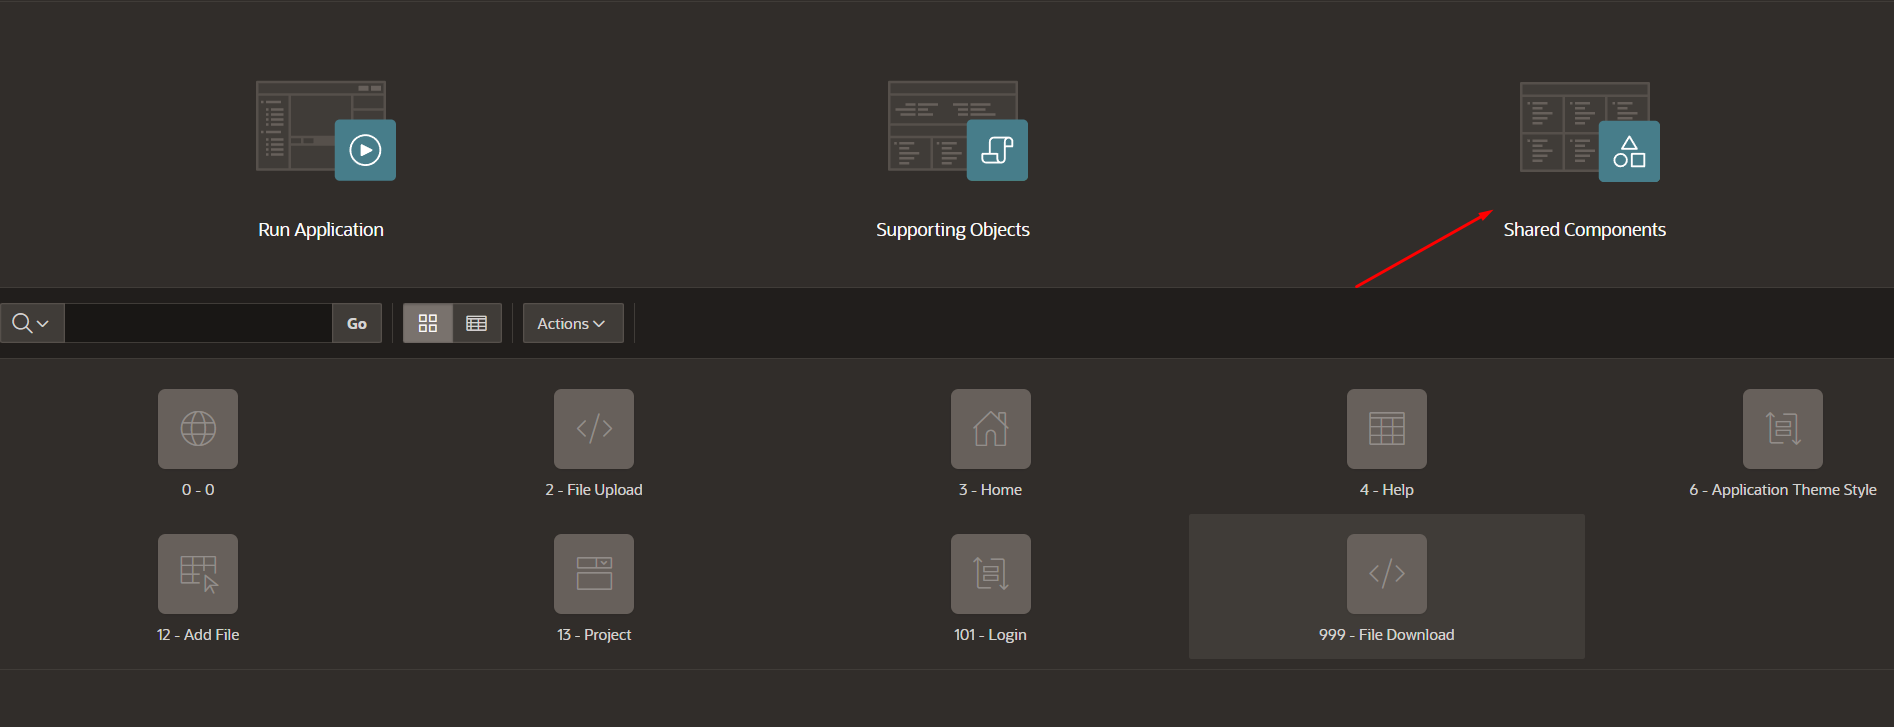 Run Application
Supporting Objects
Shared Components
Go
Actions
0 - 0
2 - File Upload
3 - Home
4 - Help
6 - Application Theme Style
12 - Add File
13 - Project
101 - Login
999 - File Download